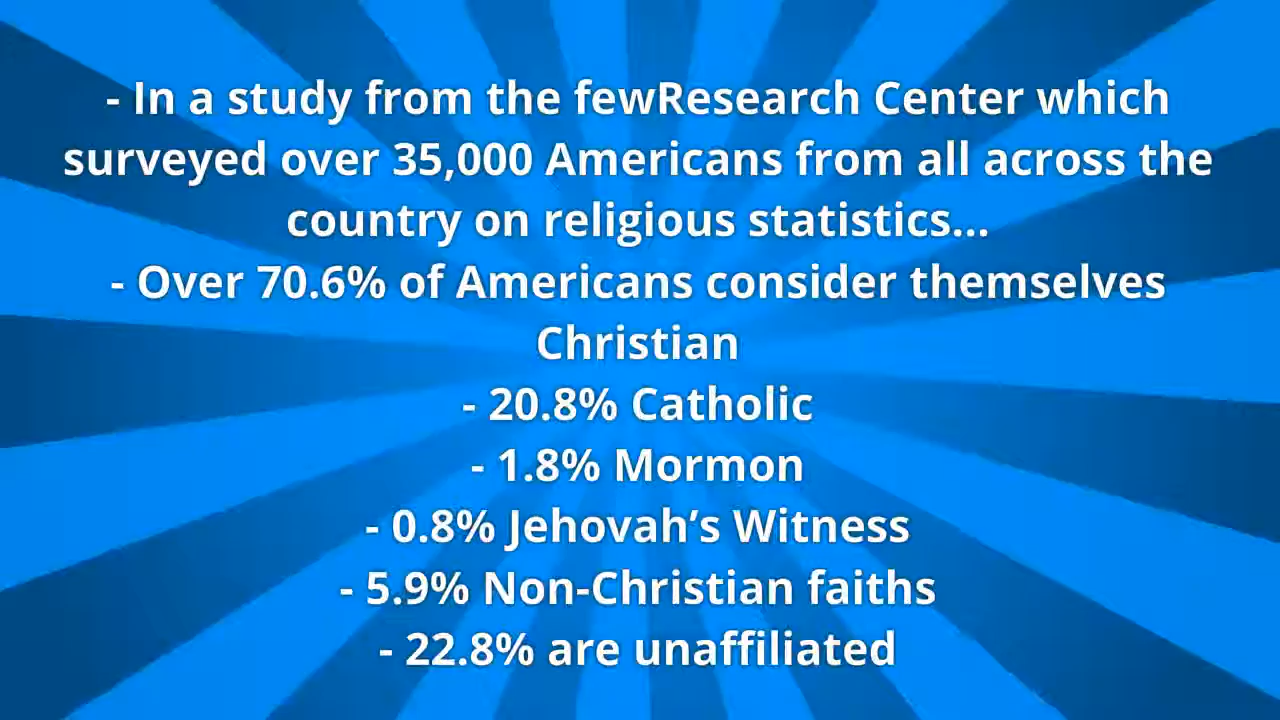 - In a study from the fewResearch Center which
surveyed over 35,000 Americans from all across the
country on religious statistics...
- Over 70.6% of Americans consider themselves
Christian
- 20.8% Catholic
- 1.8% Mormon
- 0.8% Jehovah’s Witness
- 5.9% Non-Christian faiths
- 22.8% are unaffiliated